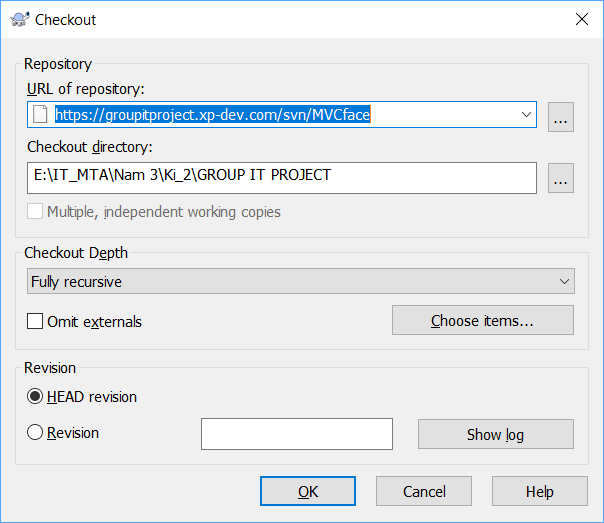 Checkout
Repository
URL of repository:
https://groupitproject.xp-dev.com/svn/MVCface
...
Checkout directory:
E:\IT_MTA\Nam 3\Ki_2\GROUP IT PROJECT
...
Multiple, independent working copies
Checkout Depth
Fully recursive
Omit externals
Choose items...
Revision
HEAD revision
Revision
Show log
OK
Cancel
Help